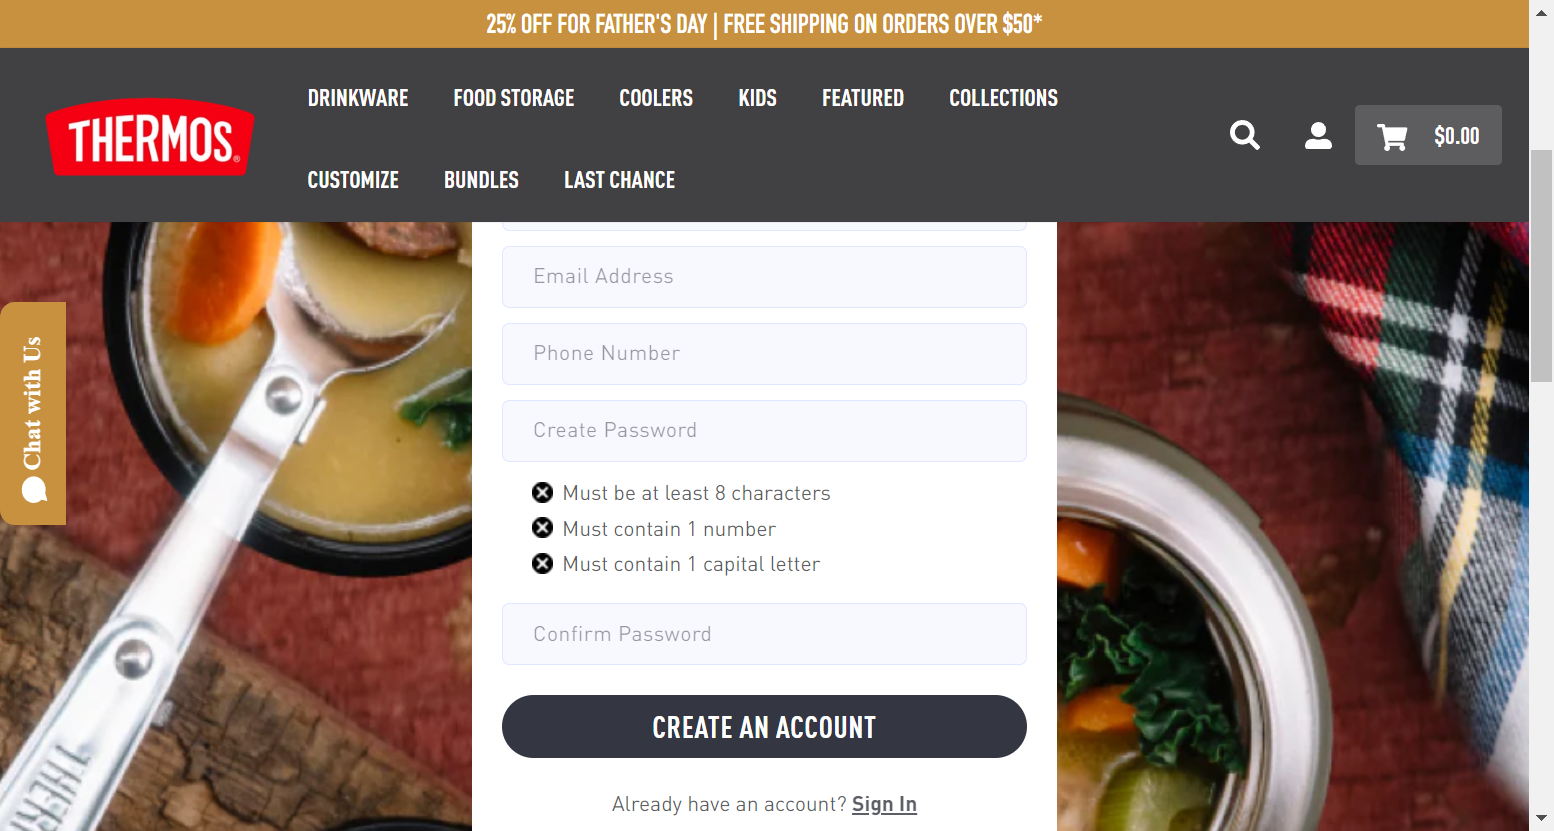 25% OFF FOR FATHER'S DAY | FREE SHIPPING ON ORDERS OVER $50*
THERMOS®
DRINKWARE FOOD STORAGE COOLERS KIDS FEATURED COLLECTIONS
CUSTOMIZE BUNDLES LAST CHANCE
$0.00
Chat with Us
Email Address
Phone Number
Create Password
Must be at least 8 characters
Must contain 1 number
Must contain 1 capital letter
Confirm Password
CREATE AN ACCOUNT
Already have an account? Sign In